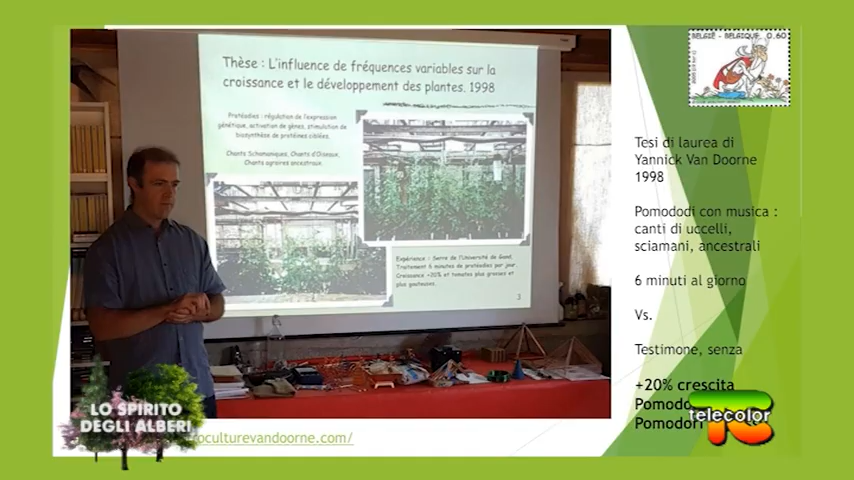 Thèse : L'influence de fréquences variables sur la
croissance et le développement des plantes. 1998
Protéodies : régulation de l'expression
génétique, activation de gènes, stimulation de
biosynthèse de protéines ciblées.
Chants Schamaniques, Chants d'Oiseaux,
Chants agraires ancestraux.
Expérience : Serre de l'Université de Gand.
Traitement 6 minutes de protéodies par jour.
Croissance +20% et tomates plus grosses et
plus gouteuses.
3
BELGIË - BELGIQUE 0.60
Tesi di laurea di
Yannick Van Doorne
1998
Pomododi con musica :
canti di uccelli,
sciamani, ancestrali
6 minuti al giorno
Vs.
Testimone, senza
+20% crescita
Pomodo
Pomodori
telecolor
LO SPIRITO
DEGLI ALBERI
oculturevandoorne.com/